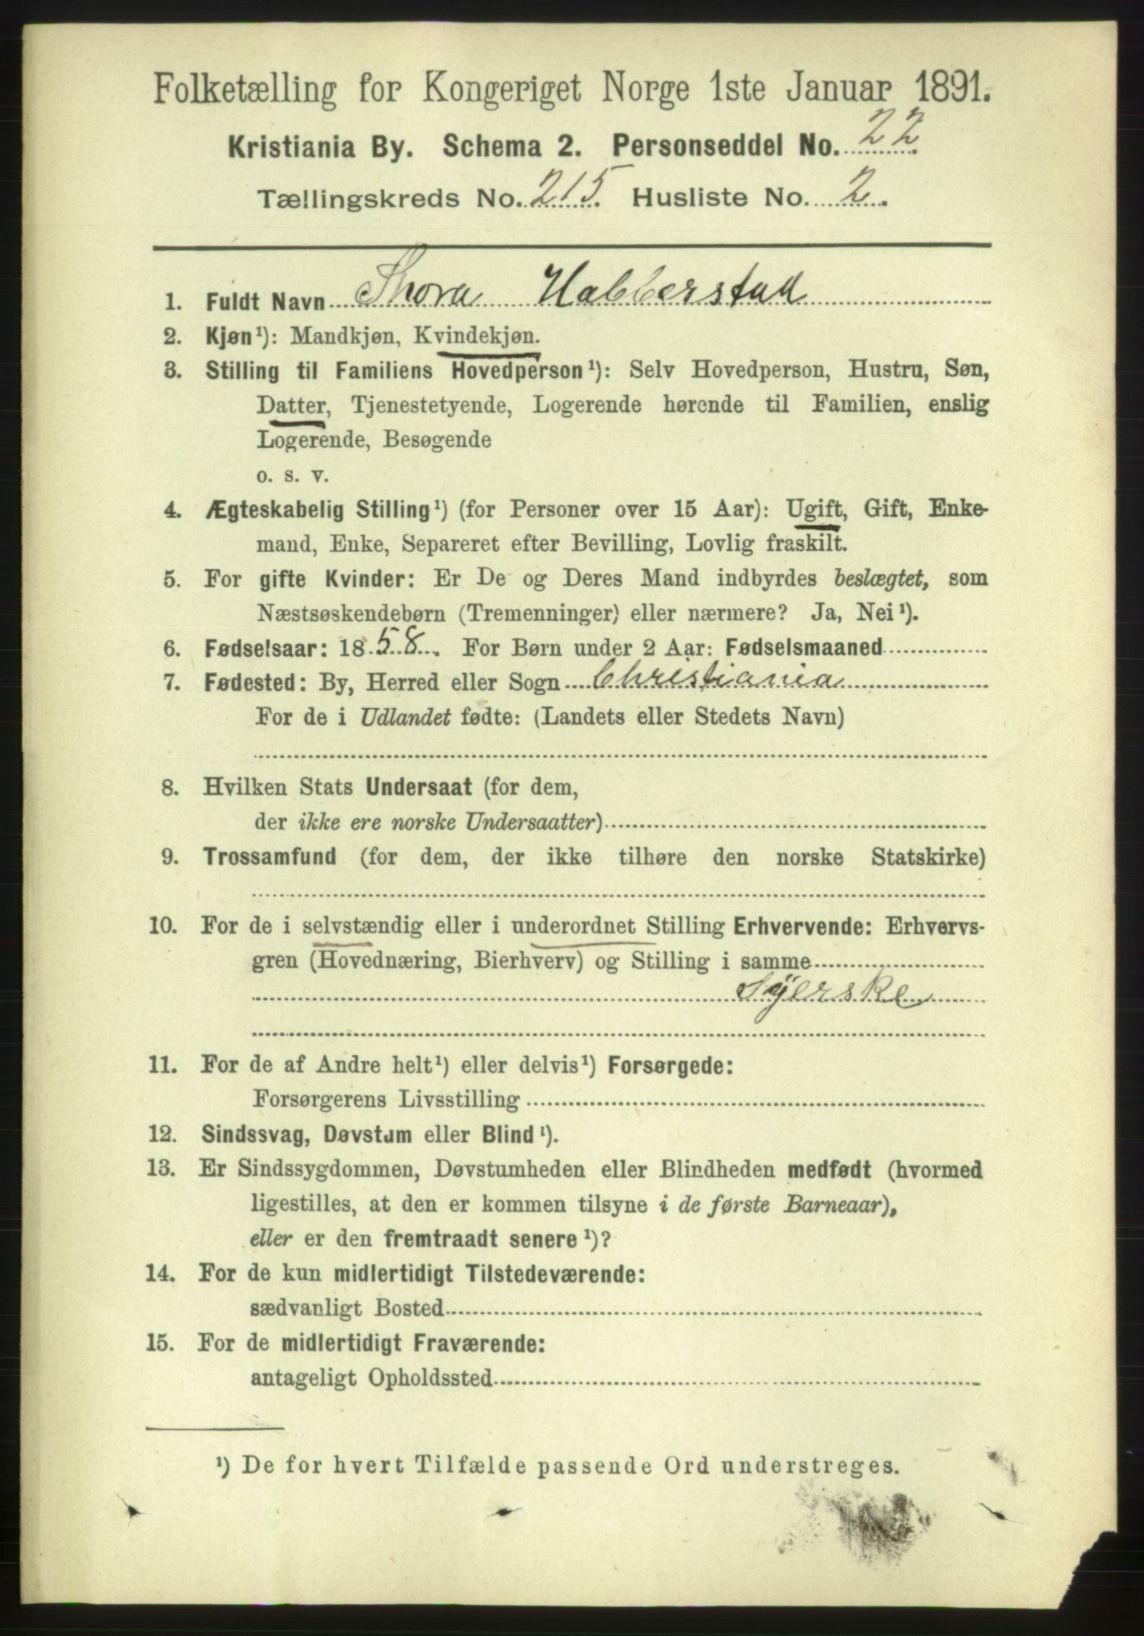 Folketælling for Kongeriget Norge 1ste Januar 1891.
Kristiania By. Schema 2. Personseddel No. 22
Tællingskreds No. 215. Husliste No. 2.
1. Fuldt Navn Thora Habberstad
2. Kjøn¹): Mandkjøn, Kvindekjøn.
3. Stilling til Familiens Hovedperson¹): Selv Hovedperson, Hustru, Søn,
Datter, Tjenestetyende, Logerende hørende til Familien, enslig
Logerende, Besøgende
o. s. v.
4. Ægteskabelig Stilling¹) (for Personer over 15 Aar): Ugift, Gift, Enke-
mand, Enke, Separeret efter Bevilling, Lovlig fraskilt.
5. For gifte Kvinder: Er De og Deres Mand indbyrdes beslægtet, som
Næstsøskendebørn (Tremenninger) eller nærmere? Ja, Nei¹).
6. Fødselsaar: 1858. For Børn under 2 Aar: Fødselsmaaned
7. Fødested: By, Herred eller Sogn Christiania
For de i Udlandet fødte: (Landets eller Stedets Navn)
8. Hvilken Stats Undersaat (for dem,
der ikke ere norske Undersaatter)
9. Trossamfund (for dem, der ikke tilhøre den norske Statskirke)
10. For de i selvstændig eller i underordnet Stilling Erhvervende: Erhvervs-
gren (Hovednæring, Bierhverv) og Stilling i samme
Syerske
11. For de af Andre helt¹) eller delvis¹) Forsørgede:
Forsørgerens Livsstilling
12. Sindssvag, Døvstum eller Blind¹).
13. Er Sindssygdommen, Døvstumheden eller Blindheden medfødt (hvormed
ligestilles, at den er kommen tilsyne i de første Barneaar),
eller er den fremtraadt senere¹)?
14. For de kun midlertidigt Tilstedeværende:
sædvanligt Bosted
15. For de midlertidigt Fraværende:
antageligt Opholdssted
¹) De for hvert Tilfælde passende Ord understreges.